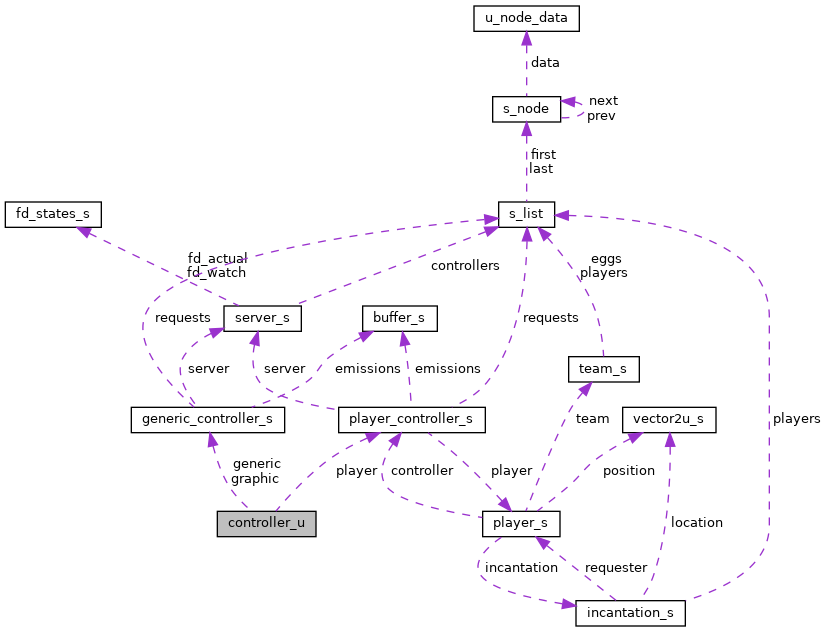 u_node_data
data
s_node
next
prev
first
last
fd_states_s
s_list
fd_actual
fd_watch
controllers
eggs
players
requests
server_s
buffer_s
requests
server
server
emissions
emissions
team_s
generic_controller_s
player_controller_s
team
vector2u_s
players
generic
graphic
player
controller
player
position
controller_u
player_s
location
incantation
requester
incantation_s